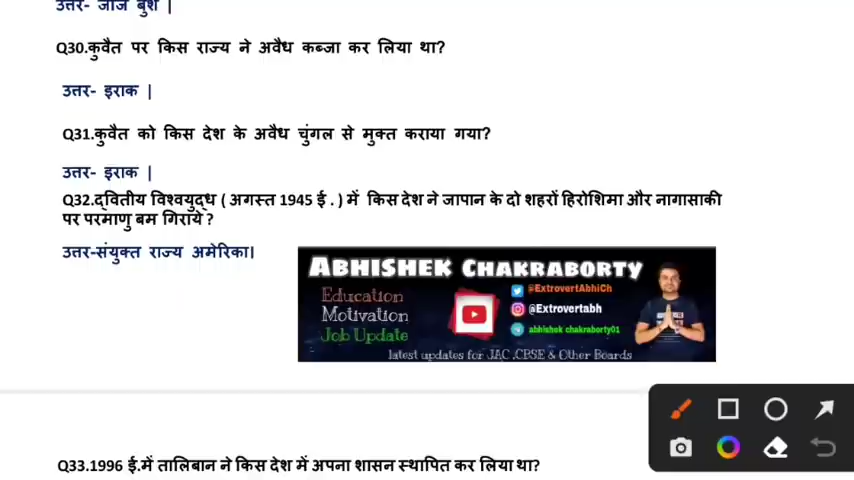 उत्तर- जॉर्ज बुश |
Q30.कुवैत पर किस राज्य ने अवैध कब्जा कर लिया था?
उत्तर- इराक |
Q31.कुवैत को किस देश के अवैध चुंगल से मुक्त कराया गया?
उत्तर- इराक |
Q32.द्वितीय विश्वयुद्ध ( अगस्त 1945 ई . ) में किस देश ने जापान के दो शहरों हिरोशिमा और नागासाकी
पर परमाणु बम गिराये ?
उत्तर-संयुक्त राज्य अमेरिका।
ABHISHEK CHAKRABORTY
Education
Motivation
Job Update
@ExtrovertAbhiCh
@Extrovertabh
abhishek chakraborty01
latest updates for JAC ,CBSE & Other Boards
Q33.1996 ई.में तालिबान ने किस देश में अपना शासन स्थापित कर लिया था?